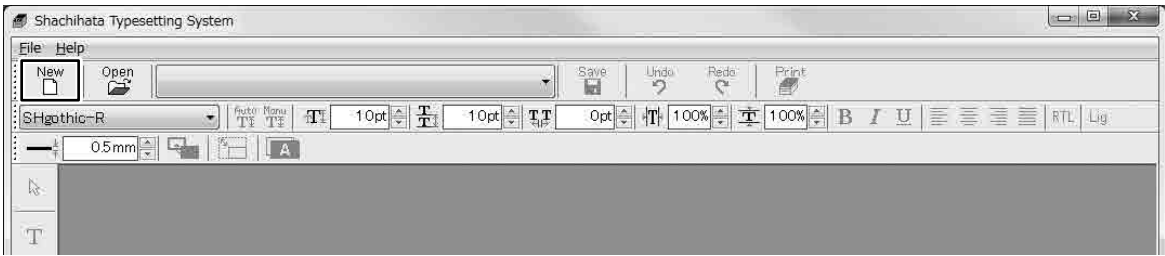 Shachihata Typesetting System
File Help
New Open Save Undo Redo Print
SHgothic-R Auto Manu 10pt 10pt 0pt 100% 100% B I U RTL Lig
0.5mm A
T